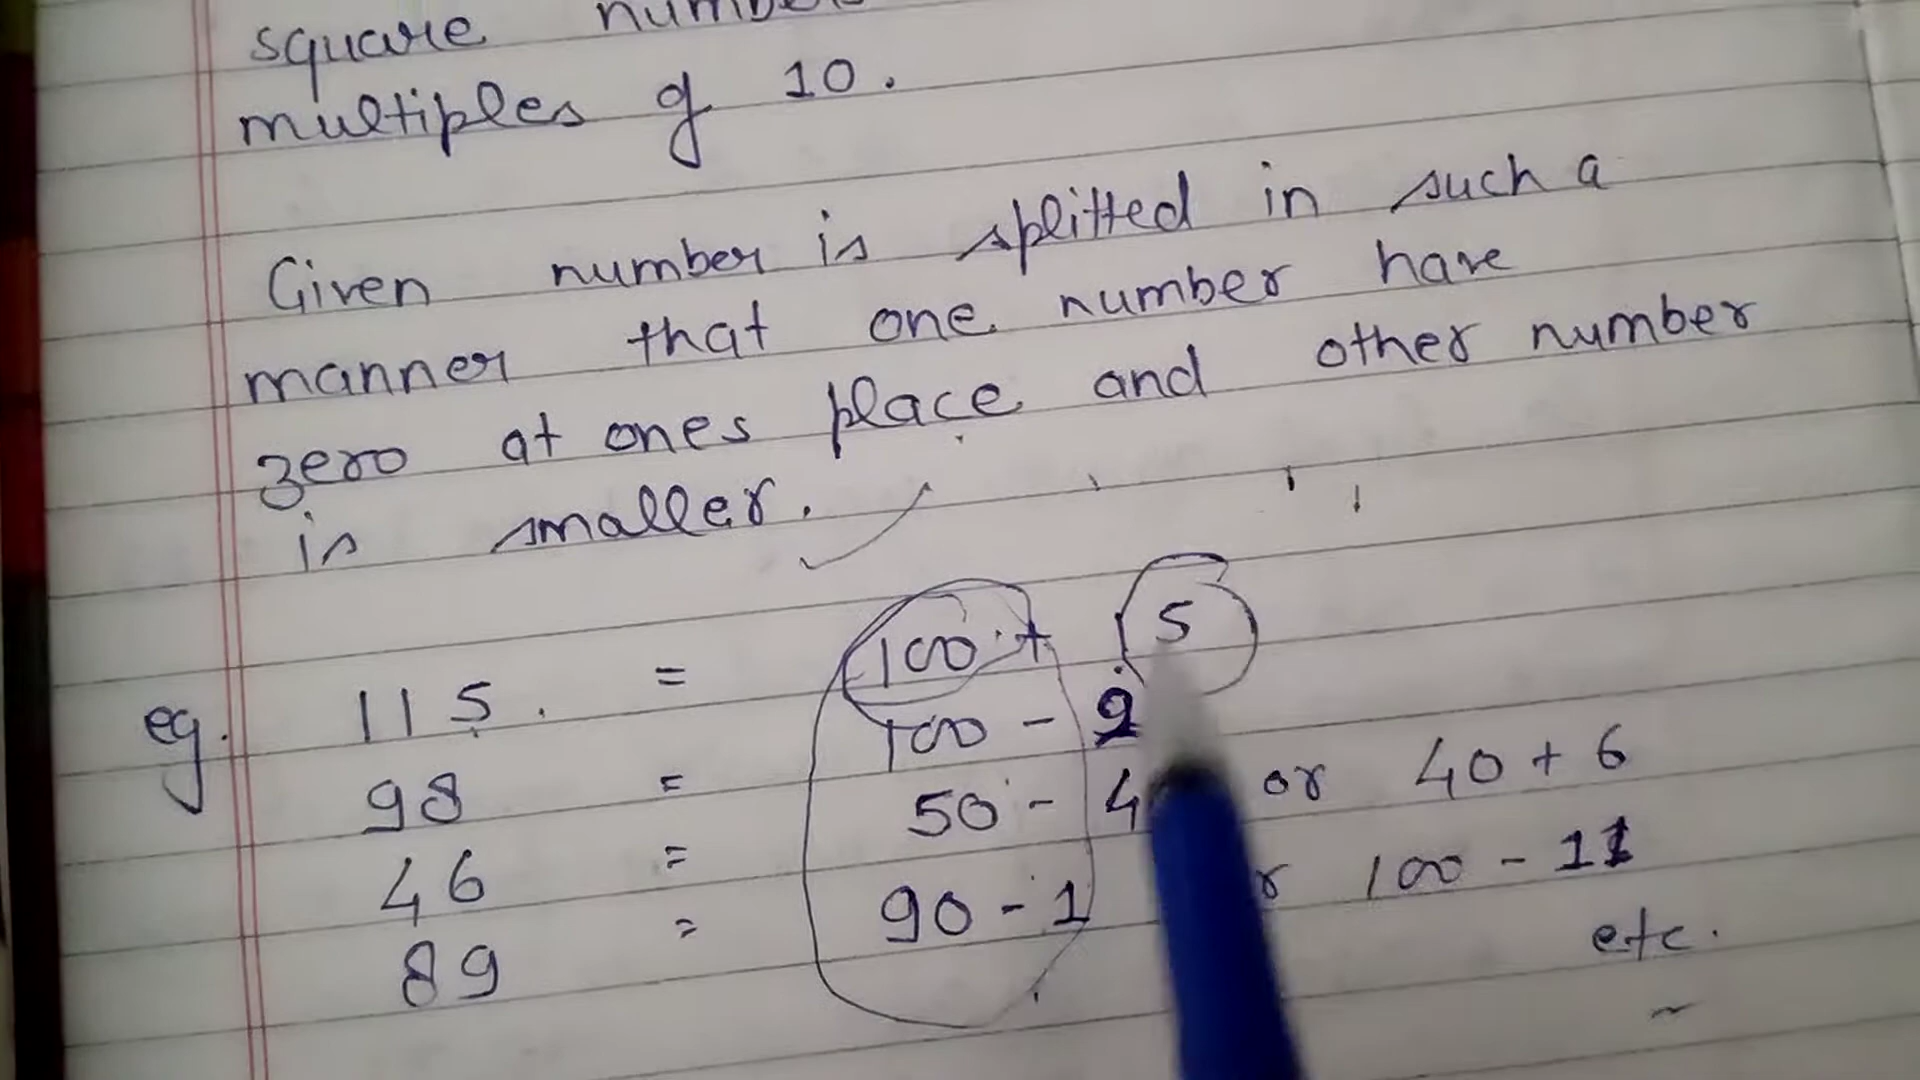 square number
multiples of 10.
Given number is splitted in such a
manner that one number have
zero at ones place and other number
is smaller.
eg. 115. = 100 + 5
98 = 100 - 2
46 = 50 - 4 or 40 + 6
89 = 90 - 1 r 100 - 11
etc.